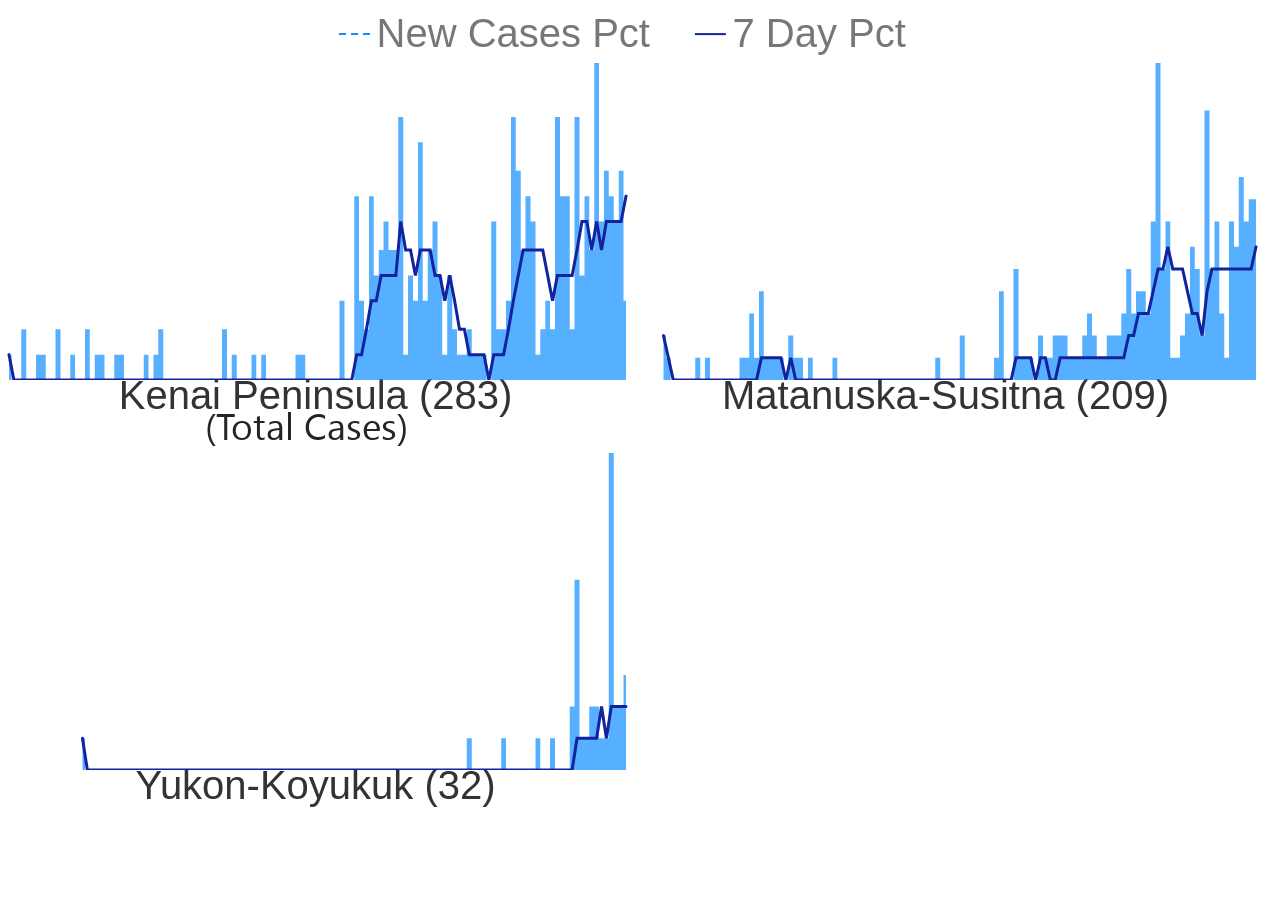 New Cases Pct 7 Day Pct
Kenai Peninsula (283)
(Total Cases)
Matanuska-Susitna (209)
Yukon-Koyukuk (32)